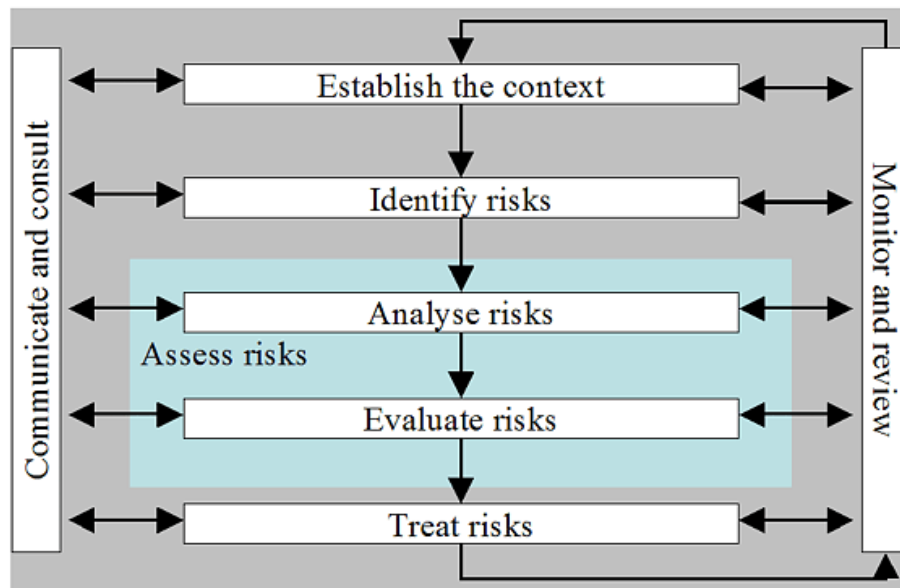 Communicate and consult
Establish the context
Identify risks
Analyse risks
Assess risks
Evaluate risks
Treat risks
Monitor and review